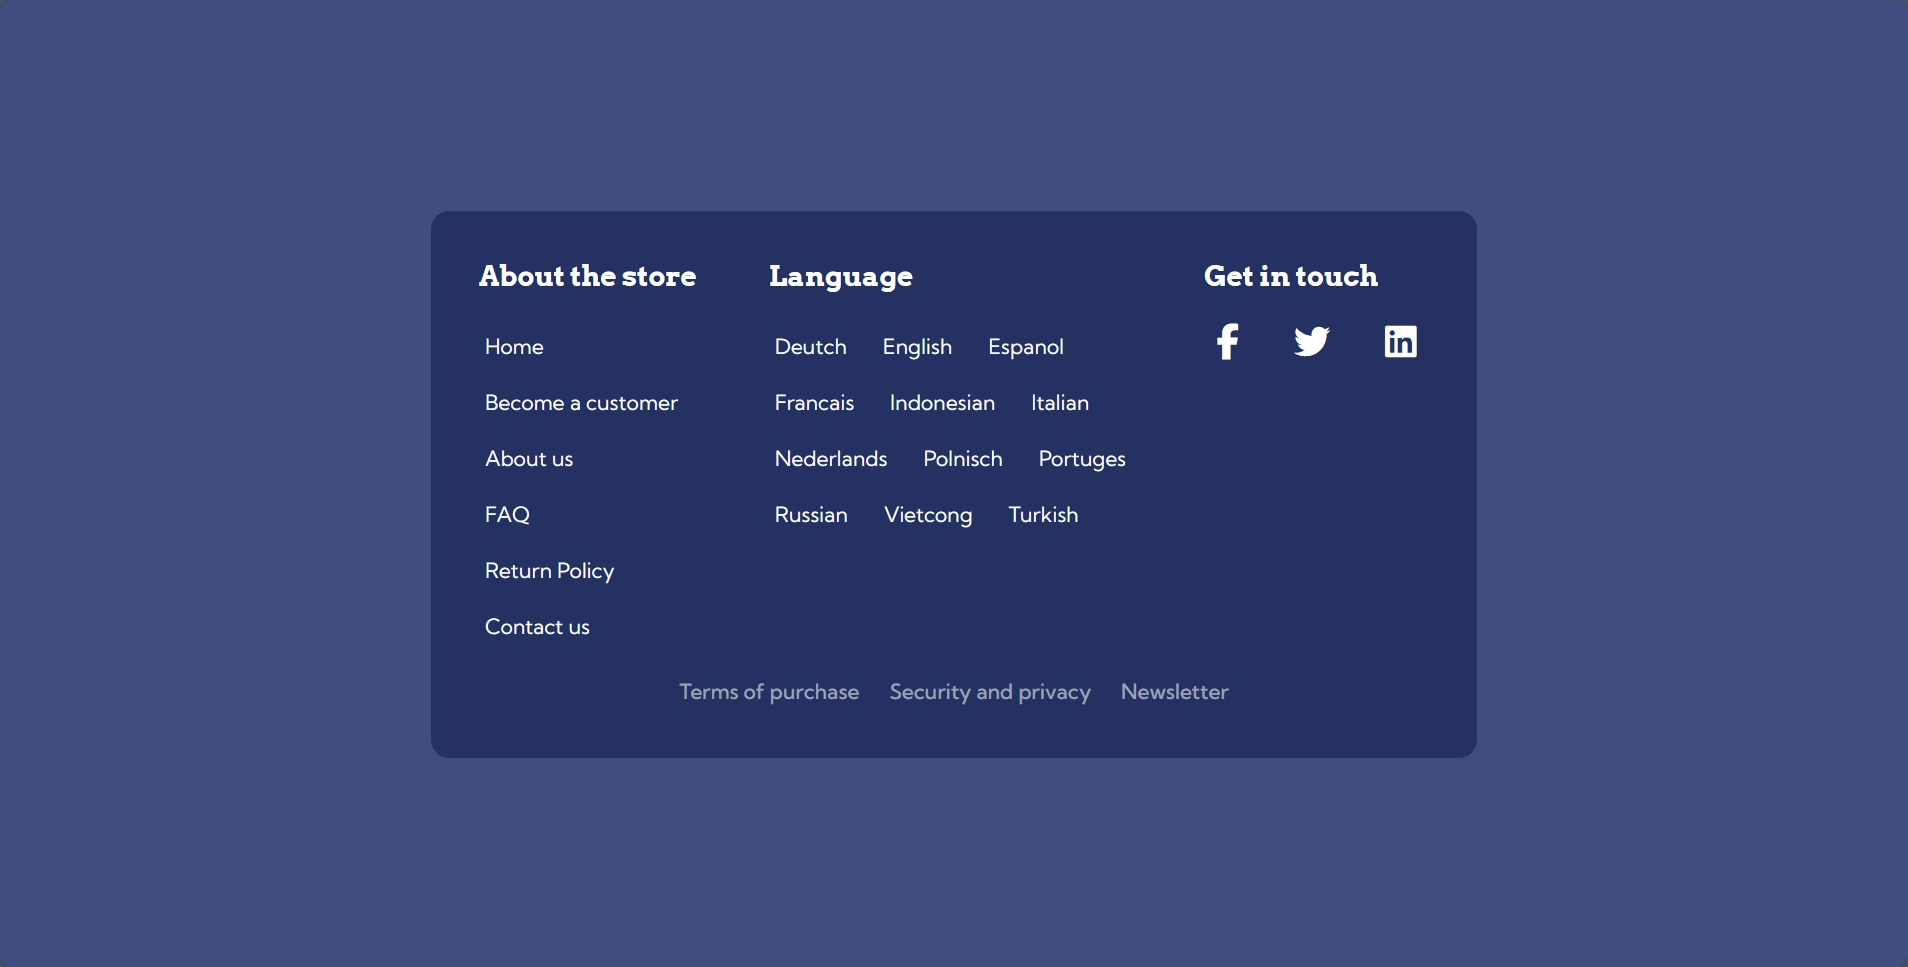 About the store
Home
Become a customer
About us
FAQ
Return Policy
Contact us
Language
Deutch English Espanol
Francais Indonesian Italian
Nederlands Polnisch Portuges
Russian Vietcong Turkish
Get in touch
Terms of purchase Security and privacy Newsletter